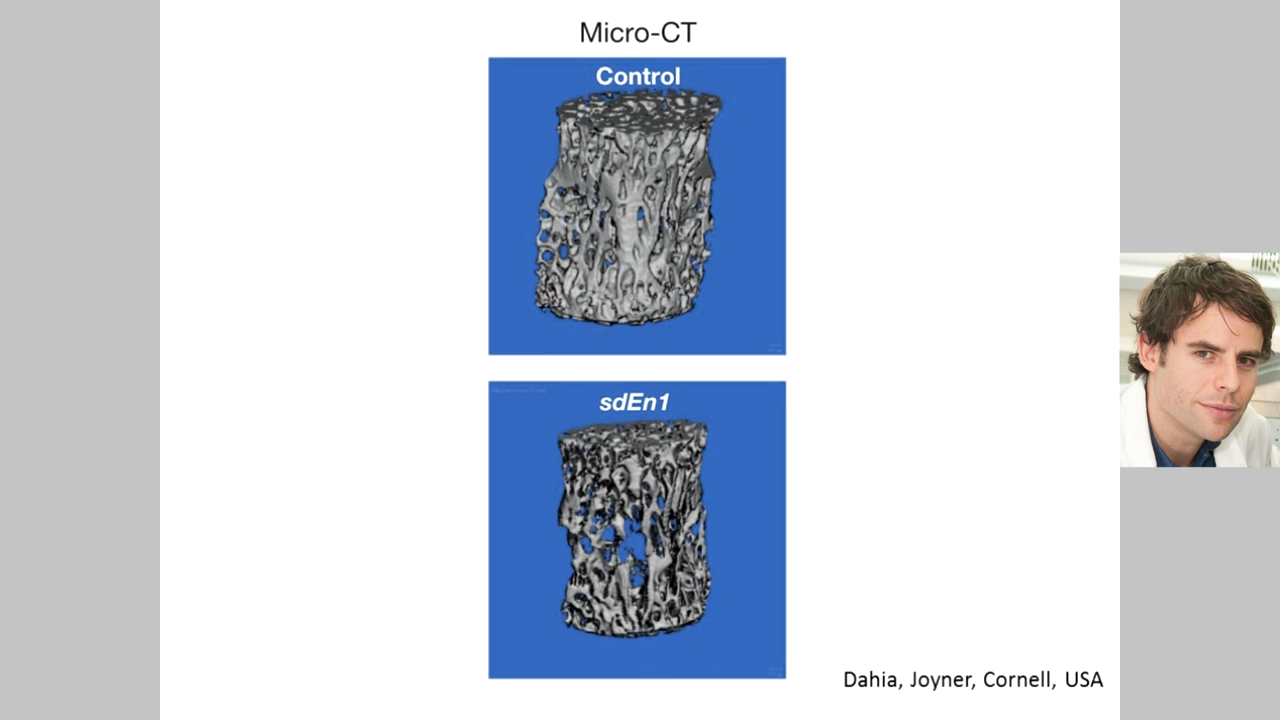 Micro-CT
Control
sdEn1
Dahia, Joyner, Cornell, USA